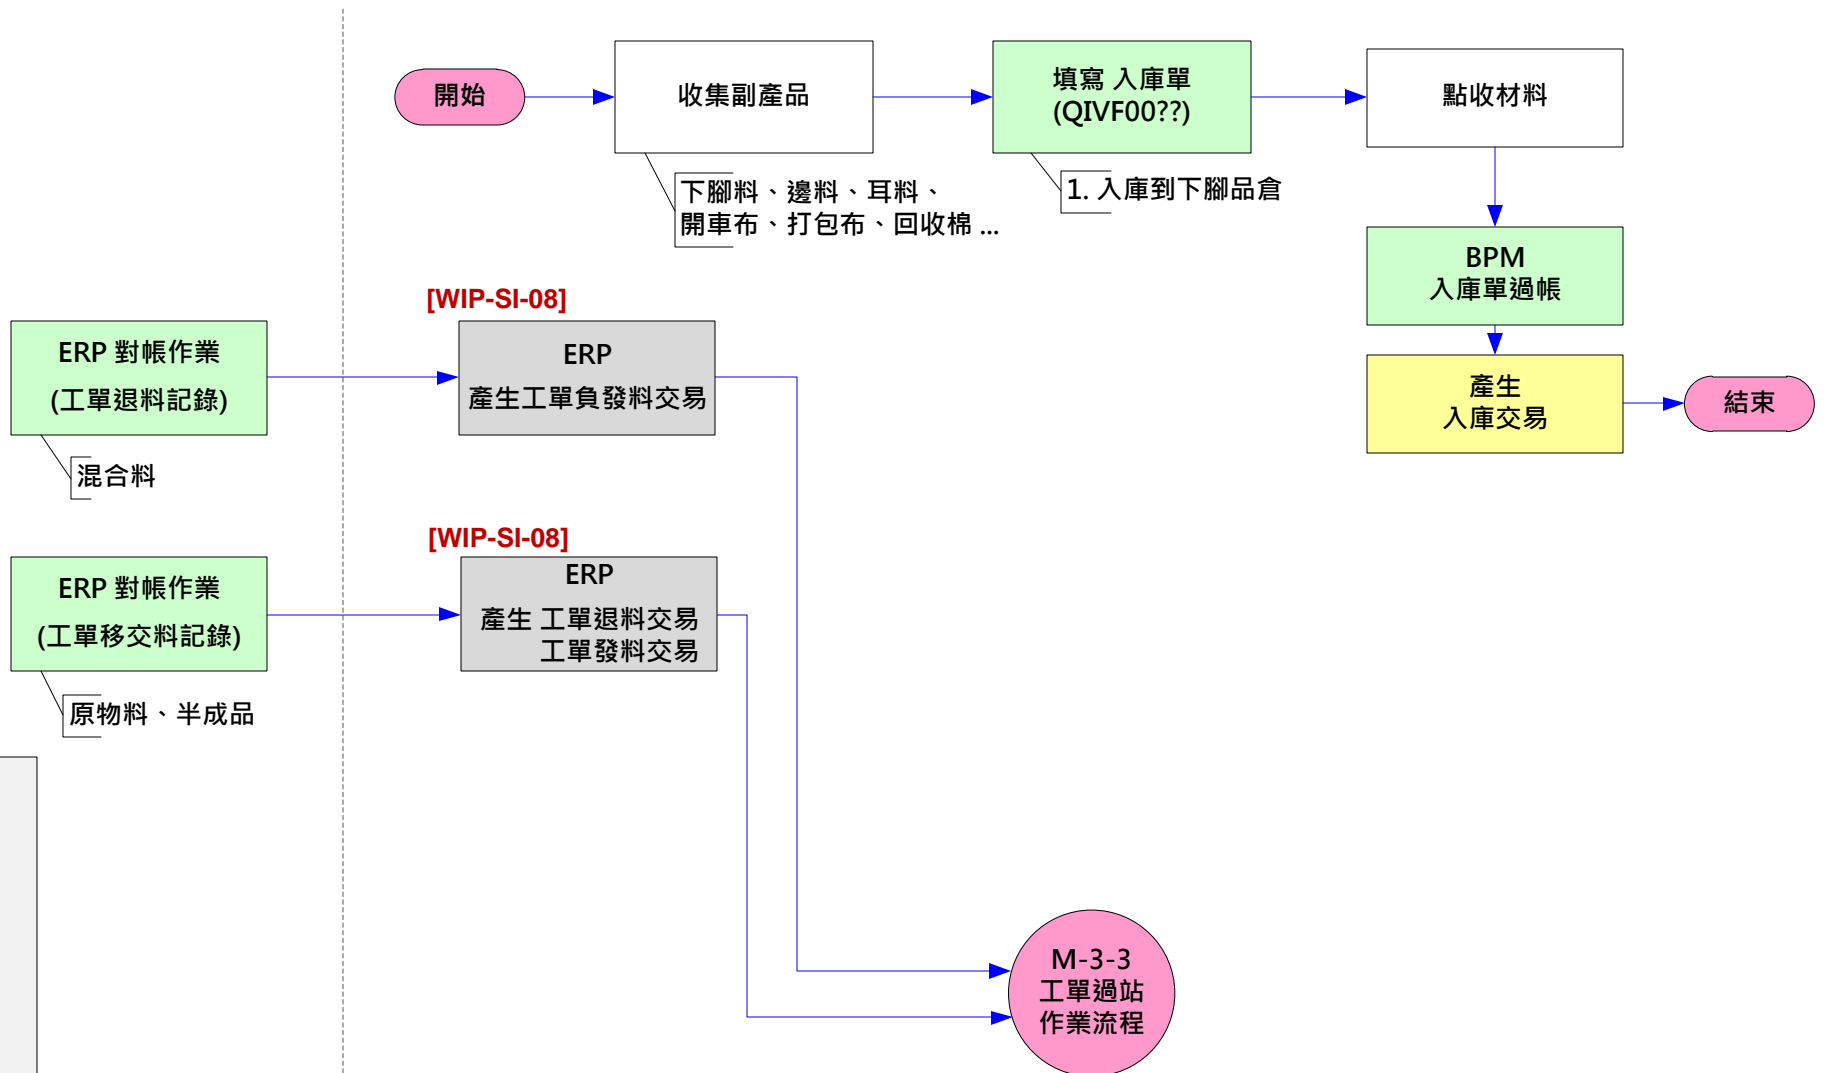 開始
收集副產品
填寫 入庫單
(QIVF00??)
點收材料
下腳料、邊料、耳料、
開車布、打包布、回收棉 ...
1. 入庫到下腳品倉
BPM
入庫單過帳
產生
入庫交易
結束
[WIP-SI-08]
ERP 對帳作業
(工單退料記錄)
混合料
ERP
產生工單負發料交易
[WIP-SI-08]
ERP 對帳作業
(工單移交料記錄)
原物料、半成品
ERP
產生 工單退料交易
工單發料交易
M-3-3
工單過站
作業流程